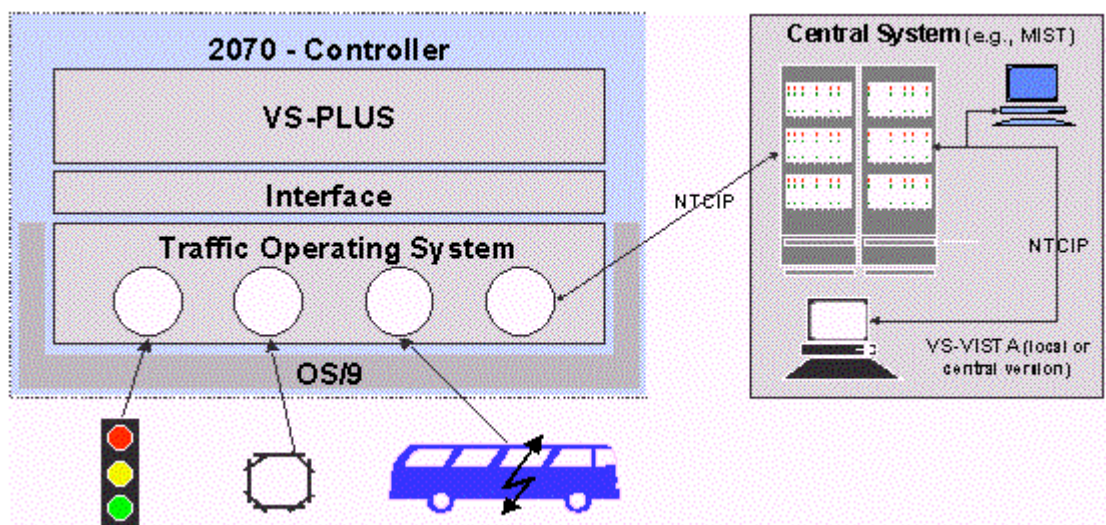 2070 - Controller
VS-PLUS
Interface
Traffic Operating System
OS/9
NTCIP
Central System (e.g., MIST)
NTCIP
VS-VISTA (local or
central version)